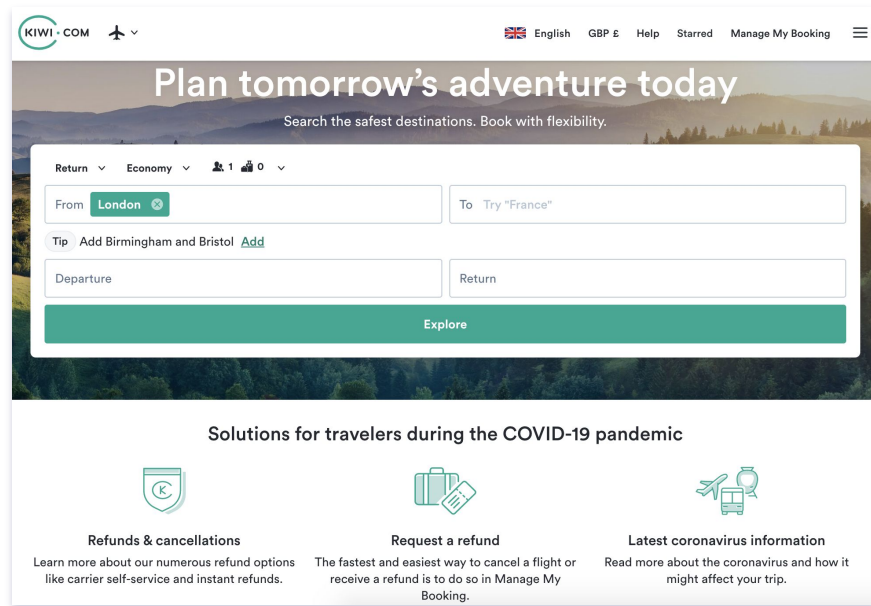 KIWI·COM
English GBP £ Help Starred Manage My Booking
Plan tomorrow's adventure today
Search the safest destinations. Book with flexibility.
Return Economy 1 0
From London
To Try "France"
Tip Add Birmingham and Bristol Add
Departure
Return
Explore
Solutions for travelers during the COVID-19 pandemic
K
Refunds & cancellations
Learn more about our numerous refund options
like carrier self-service and instant refunds.
Request a refund
The fastest and easiest way to cancel a flight or
receive a refund is to do so in Manage My
Booking.
Latest coronavirus information
Read more about the coronavirus and how it
might affect your trip.